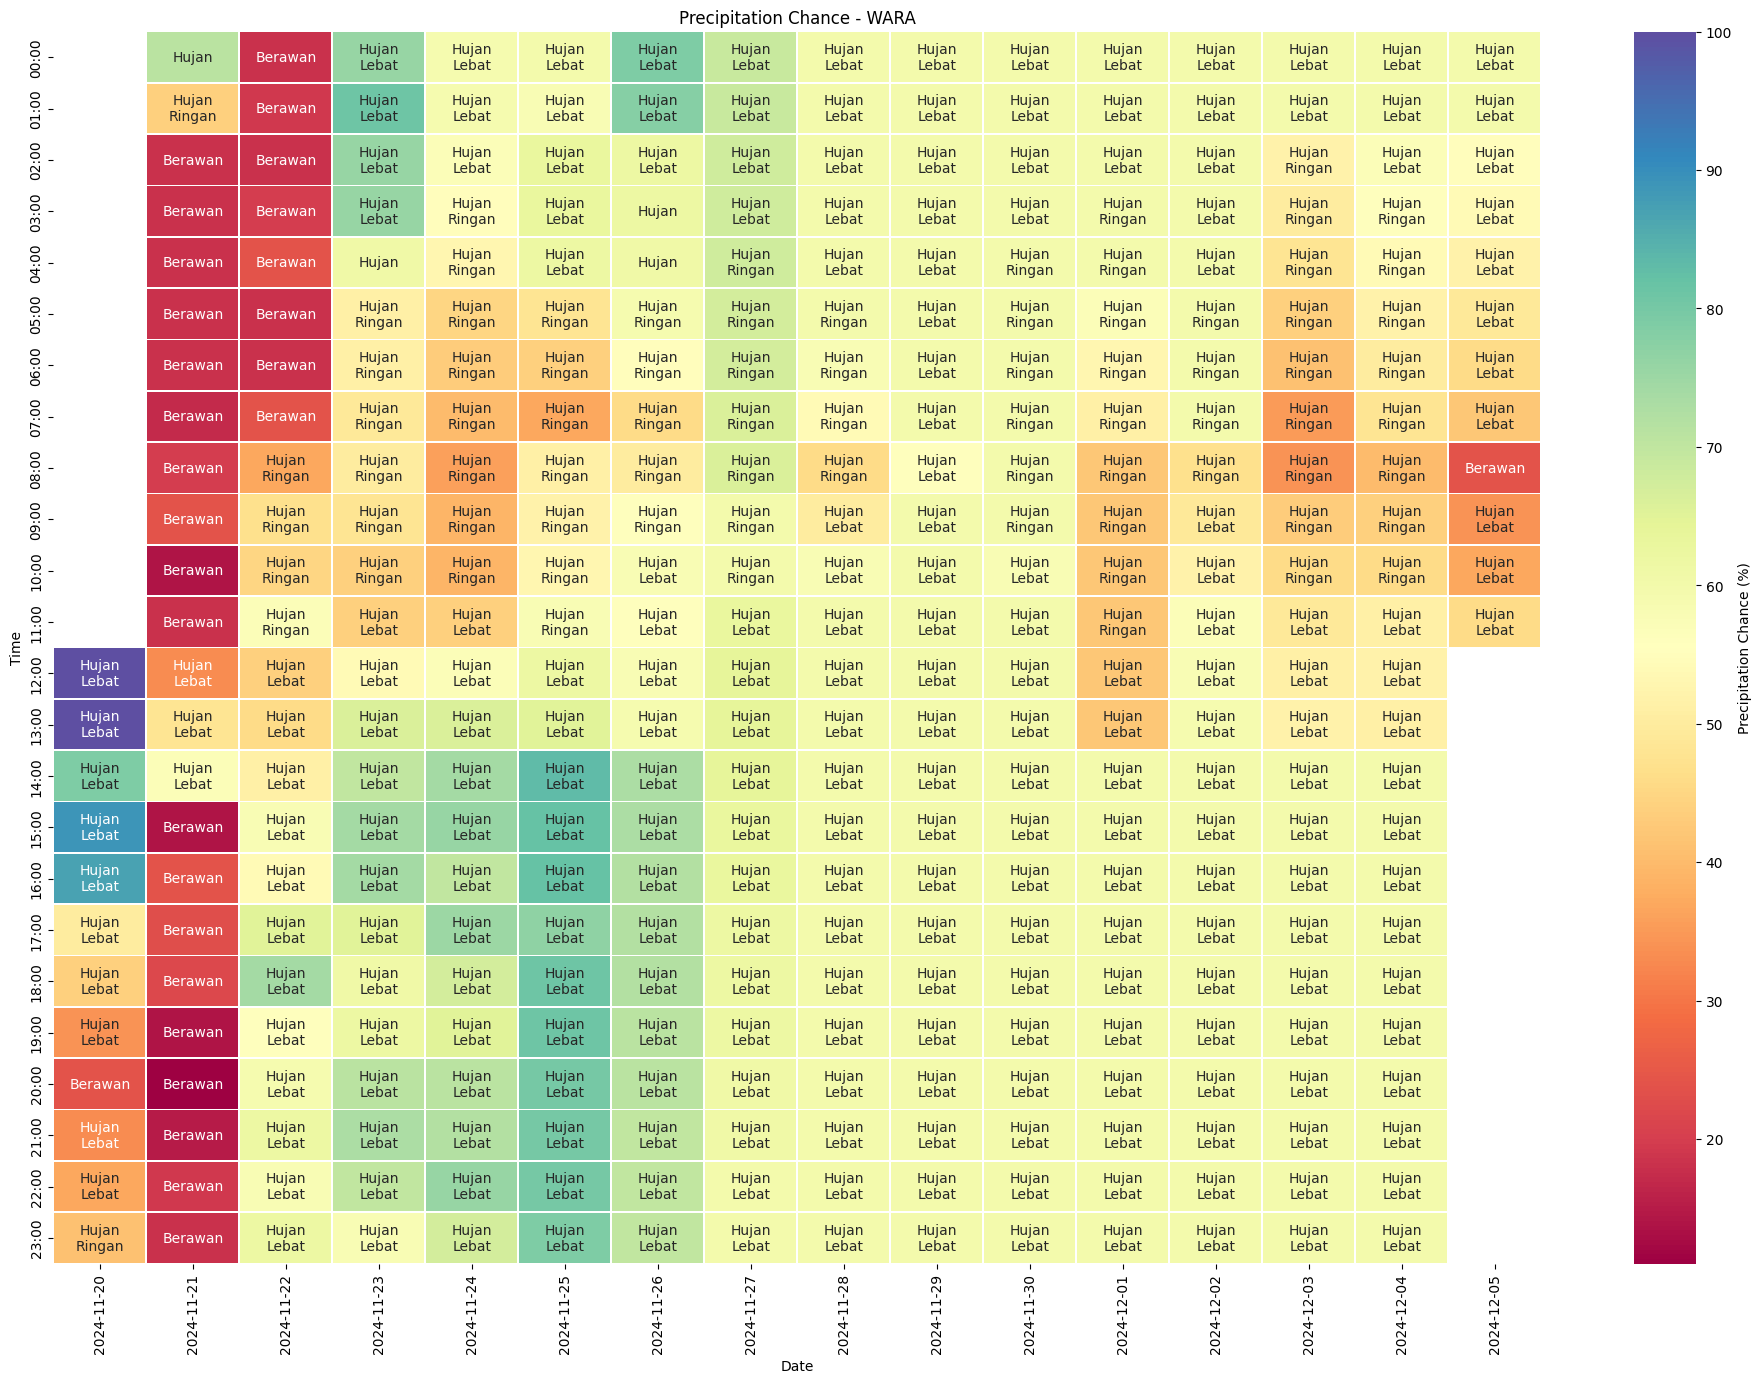 Precipitation Chance - WARA
00:00 Hujan Berawan Hujan Lebat Hujan Lebat Hujan Lebat Hujan Lebat Hujan Lebat Hujan Lebat Hujan Lebat Hujan Lebat Hujan Lebat Hujan Lebat Hujan Lebat Hujan Lebat Hujan Lebat
01:00 Hujan Ringan Berawan Hujan Lebat Hujan Lebat Hujan Lebat Hujan Lebat Hujan Lebat Hujan Lebat Hujan Lebat Hujan Lebat Hujan Lebat Hujan Lebat Hujan Lebat Hujan Lebat Hujan Lebat
02:00 Berawan Berawan Hujan Lebat Hujan Lebat Hujan Lebat Hujan Lebat Hujan Lebat Hujan Lebat Hujan Lebat Hujan Lebat Hujan Lebat Hujan Lebat Hujan Ringan Hujan Lebat Hujan Lebat
03:00 Berawan Berawan Hujan Lebat Hujan Ringan Hujan Lebat Hujan Hujan Lebat Hujan Lebat Hujan Lebat Hujan Lebat Hujan Ringan Hujan Lebat Hujan Ringan Hujan Ringan Hujan Lebat
04:00 Berawan Berawan Hujan Hujan Ringan Hujan Lebat Hujan Hujan Ringan Hujan Lebat Hujan Lebat Hujan Ringan Hujan Ringan Hujan Lebat Hujan Ringan Hujan Ringan Hujan Lebat
05:00 Berawan Berawan Hujan Ringan Hujan Ringan Hujan Ringan Hujan Ringan Hujan Ringan Hujan Ringan Hujan Lebat Hujan Ringan Hujan Ringan Hujan Ringan Hujan Ringan Hujan Ringan Hujan Lebat
06:00 Berawan Berawan Hujan Ringan Hujan Ringan Hujan Ringan Hujan Ringan Hujan Ringan Hujan Ringan Hujan Lebat Hujan Ringan Hujan Ringan Hujan Ringan Hujan Ringan Hujan Ringan Hujan Lebat
07:00 Berawan Berawan Hujan Ringan Hujan Ringan Hujan Ringan Hujan Ringan Hujan Ringan Hujan Ringan Hujan Lebat Hujan Ringan Hujan Ringan Hujan Ringan Hujan Ringan Hujan Ringan Hujan Lebat
08:00 Berawan Hujan Ringan Hujan Ringan Hujan Ringan Hujan Ringan Hujan Ringan Hujan Ringan Hujan Ringan Hujan Lebat Hujan Ringan Hujan Ringan Hujan Ringan Hujan Ringan Hujan Ringan Berawan
09:00 Berawan Hujan Ringan Hujan Ringan Hujan Ringan Hujan Ringan Hujan Ringan Hujan Ringan Hujan Lebat Hujan Lebat Hujan Ringan Hujan Ringan Hujan Lebat Hujan Ringan Hujan Ringan Hujan Lebat
10:00 Berawan Hujan Ringan Hujan Ringan Hujan Ringan Hujan Ringan Hujan Lebat Hujan Ringan Hujan Lebat Hujan Lebat Hujan Lebat Hujan Ringan Hujan Lebat Hujan Ringan Hujan Ringan Hujan Lebat
11:00 Berawan Hujan Ringan Hujan Lebat Hujan Lebat Hujan Ringan Hujan Lebat Hujan Lebat Hujan Lebat Hujan Lebat Hujan Lebat Hujan Ringan Hujan Lebat Hujan Lebat Hujan Lebat Hujan Lebat
12:00 Hujan Lebat Hujan Lebat Hujan Lebat Hujan Lebat Hujan Lebat Hujan Lebat Hujan Lebat Hujan Lebat Hujan Lebat Hujan Lebat Hujan Lebat Hujan Lebat Hujan Lebat Hujan Lebat Hujan Lebat
13:00 Hujan Lebat Hujan Lebat Hujan Lebat Hujan Lebat Hujan Lebat Hujan Lebat Hujan Lebat Hujan Lebat Hujan Lebat Hujan Lebat Hujan Lebat Hujan Lebat Hujan Lebat Hujan Lebat Hujan Lebat
14:00 Hujan Lebat Hujan Lebat Hujan Lebat Hujan Lebat Hujan Lebat Hujan Lebat Hujan Lebat Hujan Lebat Hujan Lebat Hujan Lebat Hujan Lebat Hujan Lebat Hujan Lebat Hujan Lebat Hujan Lebat
15:00 Hujan Lebat Berawan Hujan Lebat Hujan Lebat Hujan Lebat Hujan Lebat Hujan Lebat Hujan Lebat Hujan Lebat Hujan Lebat Hujan Lebat Hujan Lebat Hujan Lebat Hujan Lebat Hujan Lebat
16:00 Hujan Lebat Berawan Hujan Lebat Hujan Lebat Hujan Lebat Hujan Lebat Hujan Lebat Hujan Lebat Hujan Lebat Hujan Lebat Hujan Lebat Hujan Lebat Hujan Lebat Hujan Lebat Hujan Lebat
17:00 Hujan Lebat Berawan Hujan Lebat Hujan Lebat Hujan Lebat Hujan Lebat Hujan Lebat Hujan Lebat Hujan Lebat Hujan Lebat Hujan Lebat Hujan Lebat Hujan Lebat Hujan Lebat Hujan Lebat
18:00 Hujan Lebat Berawan Hujan Lebat Hujan Lebat Hujan Lebat Hujan Lebat Hujan Lebat Hujan Lebat Hujan Lebat Hujan Lebat Hujan Lebat Hujan Lebat Hujan Lebat Hujan Lebat Hujan Lebat
19:00 Hujan Lebat Berawan Hujan Lebat Hujan Lebat Hujan Lebat Hujan Lebat Hujan Lebat Hujan Lebat Hujan Lebat Hujan Lebat Hujan Lebat Hujan Lebat Hujan Lebat Hujan Lebat Hujan Lebat
20:00 Berawan Berawan Hujan Lebat Hujan Lebat Hujan Lebat Hujan Lebat Hujan Lebat Hujan Lebat Hujan Lebat Hujan Lebat Hujan Lebat Hujan Lebat Hujan Lebat Hujan Lebat Hujan Lebat
21:00 Hujan Lebat Berawan Hujan Lebat Hujan Lebat Hujan Lebat Hujan Lebat Hujan Lebat Hujan Lebat Hujan Lebat Hujan Lebat Hujan Lebat Hujan Lebat Hujan Lebat Hujan Lebat Hujan Lebat
22:00 Hujan Lebat Berawan Hujan Lebat Hujan Lebat Hujan Lebat Hujan Lebat Hujan Lebat Hujan Lebat Hujan Lebat Hujan Lebat Hujan Lebat Hujan Lebat Hujan Lebat Hujan Lebat Hujan Lebat
23:00 Hujan Ringan Berawan Hujan Lebat Hujan Lebat Hujan Lebat Hujan Lebat Hujan Lebat Hujan Lebat Hujan Lebat Hujan Lebat Hujan Lebat Hujan Lebat Hujan Lebat Hujan Lebat Hujan Lebat
Time
2024-11-20 2024-11-21 2024-11-22 2024-11-23 2024-11-24 2024-11-25 2024-11-26 2024-11-27 2024-11-28 2024-11-29 2024-11-30 2024-12-01 2024-12-02 2024-12-03 2024-12-04 2024-12-05
Date
100
90
80
70
60
50
40
30
20
Precipitation Chance (%)